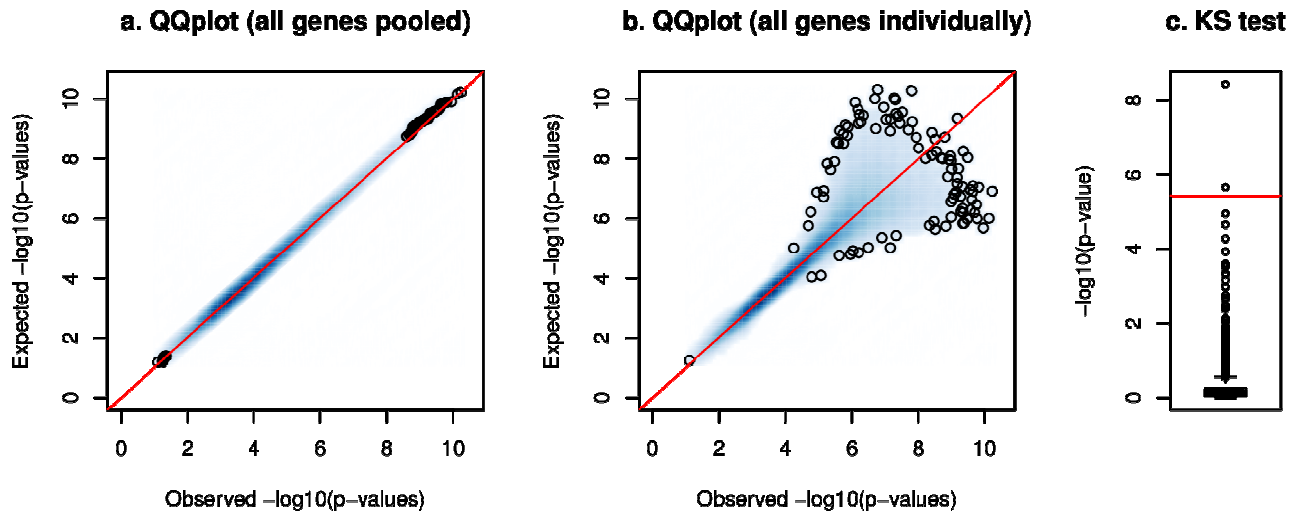 a. QQplot (all genes pooled)
Expected −log10(p−values)
0
2
4
6
8
10
0 2 4 6 8 10
Observed −log10(p−values)
b. QQplot (all genes individually)
Expected −log10(p−values)
0
2
4
6
8
10
0 2 4 6 8 10
Observed −log10(p−values)
c. KS test
−log10(p−value)
0
2
4
6
8